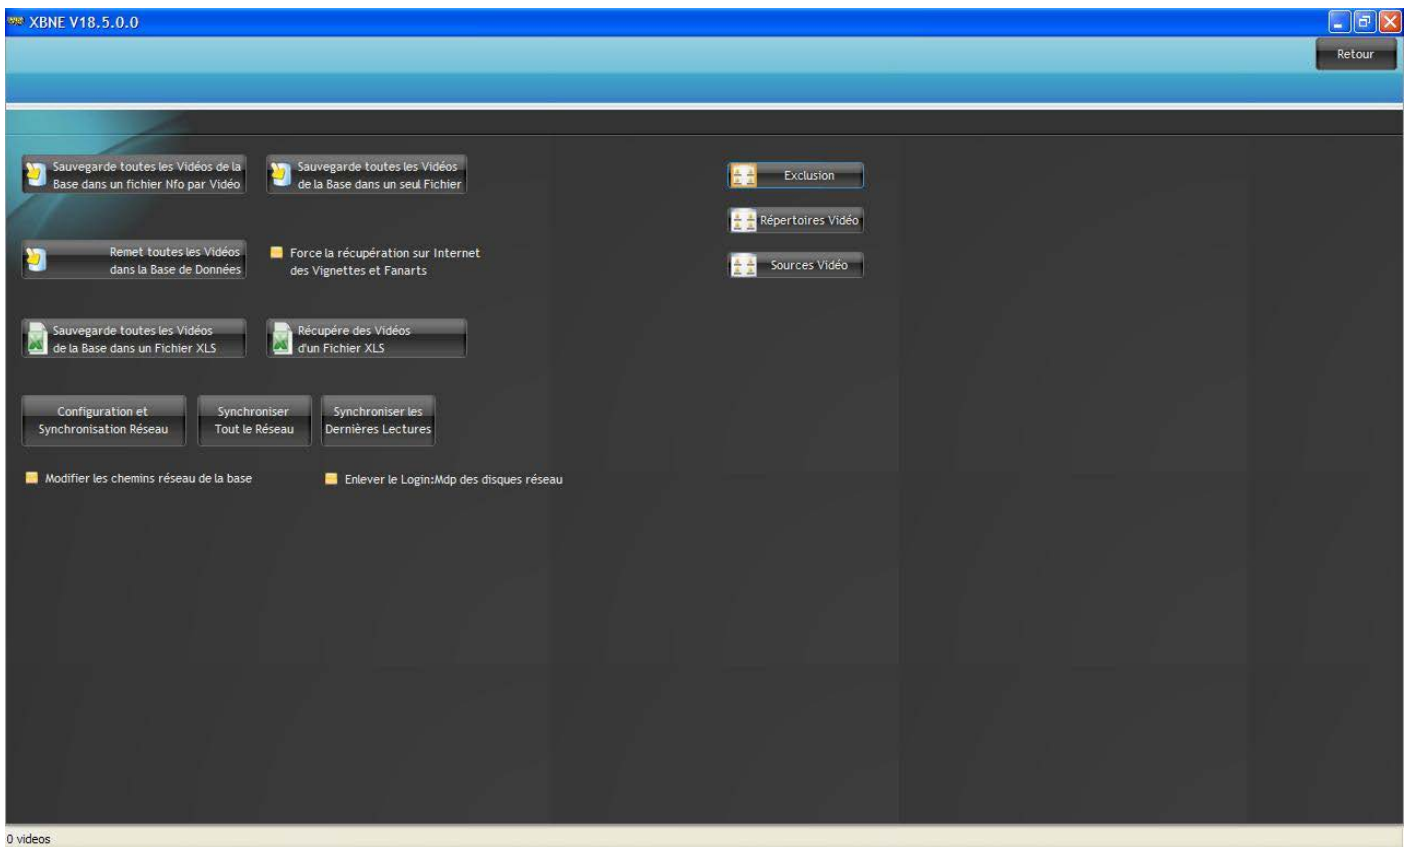 XBNE V18.5.0.0
Retour
Sauvegarde toutes les Vidéos de la
Base dans un fichier Nfo par Vidéo
Sauvegarde toutes les Vidéos
de la Base dans un seul Fichier
Exclusion
Répertoires Vidéo
Remet toutes les Vidéos
dans la Base de Données
Force la récupération sur Internet
des Vignettes et Fanarts
Sources Vidéo
Sauvegarde toutes les Vidéos
de la Base dans un Fichier XLS
Récupére des Vidéos
d'un Fichier XLS
Configuration et
Synchronisation Réseau
Synchroniser
Tout le Réseau
Synchroniser les
Dernières Lectures
Modifier les chemins réseau de la base
Enlever le Login:Mdp des disques réseau
0 videos